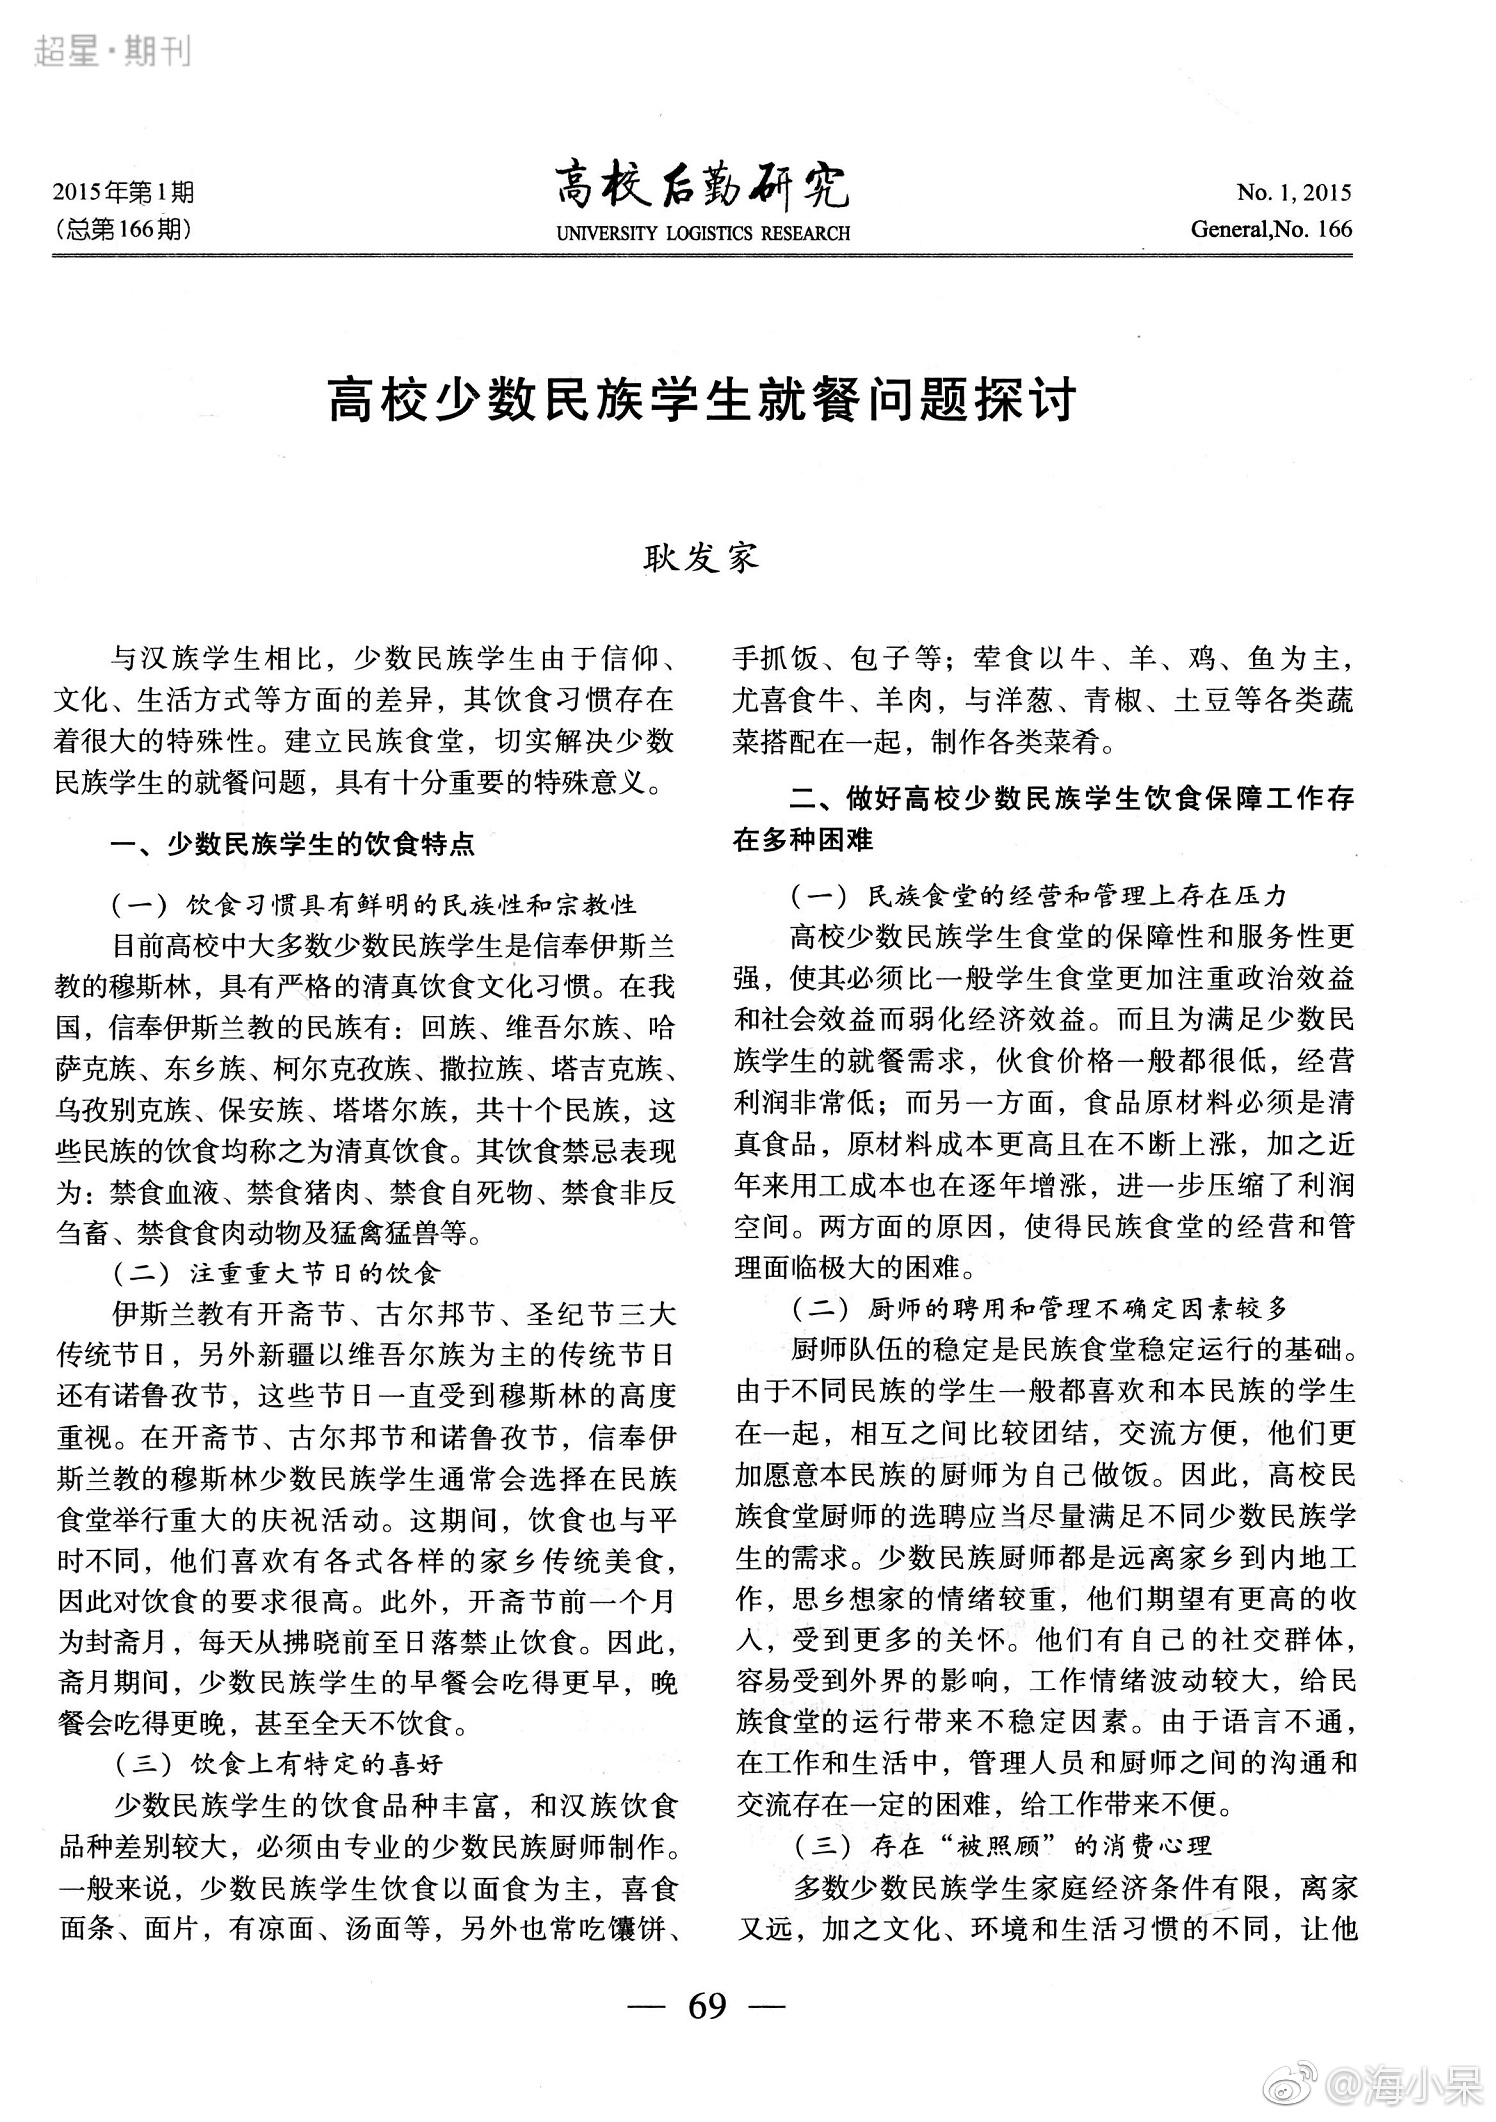 超星·期刊
2015年第1期
(总第166期)
高校后勤研究
UNIVERSITY LOGISTICS RESEARCH
No. 1, 2015
General,No. 166
高校少数民族学生就餐问题探讨
耿发家
与汉族学生相比，少数民族学生由于信仰、
文化、生活方式等方面的差异，其饮食习惯存在
着很大的特殊性。建立民族食堂，切实解决少数
民族学生的就餐问题，具有十分重要的特殊意义。
一、少数民族学生的饮食特点
（一）饮食习惯具有鲜明的民族性和宗教性
目前高校中大多数少数民族学生是信奉伊斯兰
教的穆斯林，具有严格的清真饮食文化习惯。在我
国，信奉伊斯兰教的民族有：回族、维吾尔族、哈
萨克族、东乡族、柯尔克孜族、撒拉族、塔吉克族、
乌孜别克族、保安族、塔塔尔族，共十个民族，这
些民族的饮食均称之为清真饮食。其饮食禁忌表现
为：禁食血液、禁食猪肉、禁食自死物、禁食非反
刍畜、禁食食肉动物及猛禽猛兽等。
（二）注重重大节日的饮食
伊斯兰教有开斋节、古尔邦节、圣纪节三大
传统节日，另外新疆以维吾尔族为主的传统节日
还有诺鲁孜节，这些节日一直受到穆斯林的高度
重视。在开斋节、古尔邦节和诺鲁孜节，信奉伊
斯兰教的穆斯林少数民族学生通常会选择在民族
食堂举行重大的庆祝活动。这期间，饮食也与平
时不同，他们喜欢有各式各样的家乡传统美食，
因此对饮食的要求很高。此外，开斋节前一个月
为封斋月，每天从拂晓前至日落禁止饮食。因此，
斋月期间，少数民族学生的早餐会吃得更早，晚
餐会吃得更晚，甚至全天不饮食。
（三）饮食上有特定的喜好
少数民族学生的饮食品种丰富，和汉族饮食
品种差别较大，必须由专业的少数民族厨师制作。
一般来说，少数民族学生饮食以面食为主，喜食
面条、面片，有凉面、汤面等，另外也常吃馕饼、
手抓饭、包子等；荤食以牛、羊、鸡、鱼为主，
尤喜食牛、羊肉，与洋葱、青椒、土豆等各类蔬
菜搭配在一起，制作各类菜肴。
二、做好高校少数民族学生饮食保障工作存
在多种困难
（一）民族食堂的经营和管理上存在压力
高校少数民族学生食堂的保障性和服务性更
强，使其必须比一般学生食堂更加注重政治效益
和社会效益而弱化经济效益。而且为满足少数民
族学生的就餐需求，伙食价格一般都很低，经营
利润非常低；而另一方面，食品原材料必须是清
真食品，原材料成本更高且在不断上涨，加之近
年来用工成本也在逐年增涨，进一步压缩了利润
空间。两方面的原因，使得民族食堂的经营和管
理面临极大的困难。
（二）厨师的聘用和管理不确定因素较多
厨师队伍的稳定是民族食堂稳定运行的基础。
由于不同民族的学生一般都喜欢和本民族的学生
在一起，相互之间比较团结，交流方便，他们更
加愿意本民族的厨师为自己做饭。因此，高校民
族食堂厨师的选聘应当尽量满足不同少数民族学
生的需求。少数民族厨师都是远离家乡到内地工
作，思乡想家的情绪较重，他们期望有更高的收
入，受到更多的关怀。他们有自己的社交群体，
容易受到外界的影响，工作情绪波动较大，给民
族食堂的运行带来不稳定因素。由于语言不通，
在工作和生活中，管理人员和厨师之间的沟通和
交流存在一定的困难，给工作带来不便。
（三）存在“被照顾”的消费心理
多数少数民族学生家庭经济条件有限，离家
又远，加之文化、环境和生活习惯的不同，让他
— 69 —
@海小呆